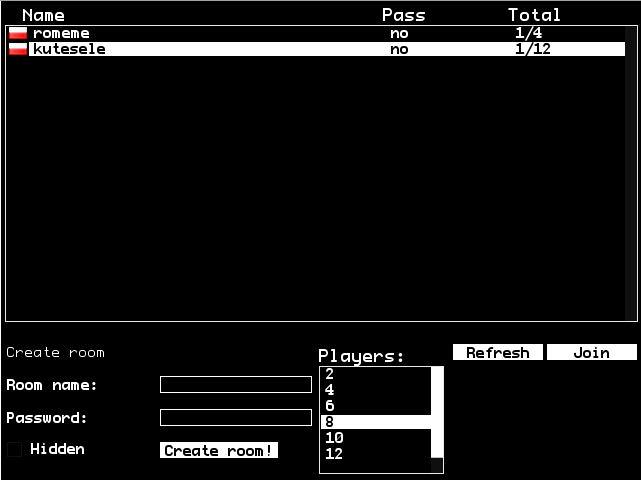 Name Pass Total
romeme no 1/4
kutesele no 1/12
Create room
Players:
Refresh Join
Room name:
Password:
Hidden
Create room!
2
4
6
8
10
12